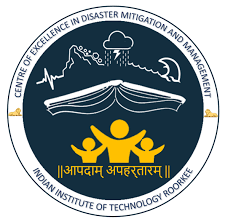 CENTRE OF EXCELLENCE IN DISASTER MITIGATION AND MANAGEMENT
॥आपदाम् अपहर्तारम्॥
INDIAN INSTITUTE OF TECHNOLOGY ROORKEE